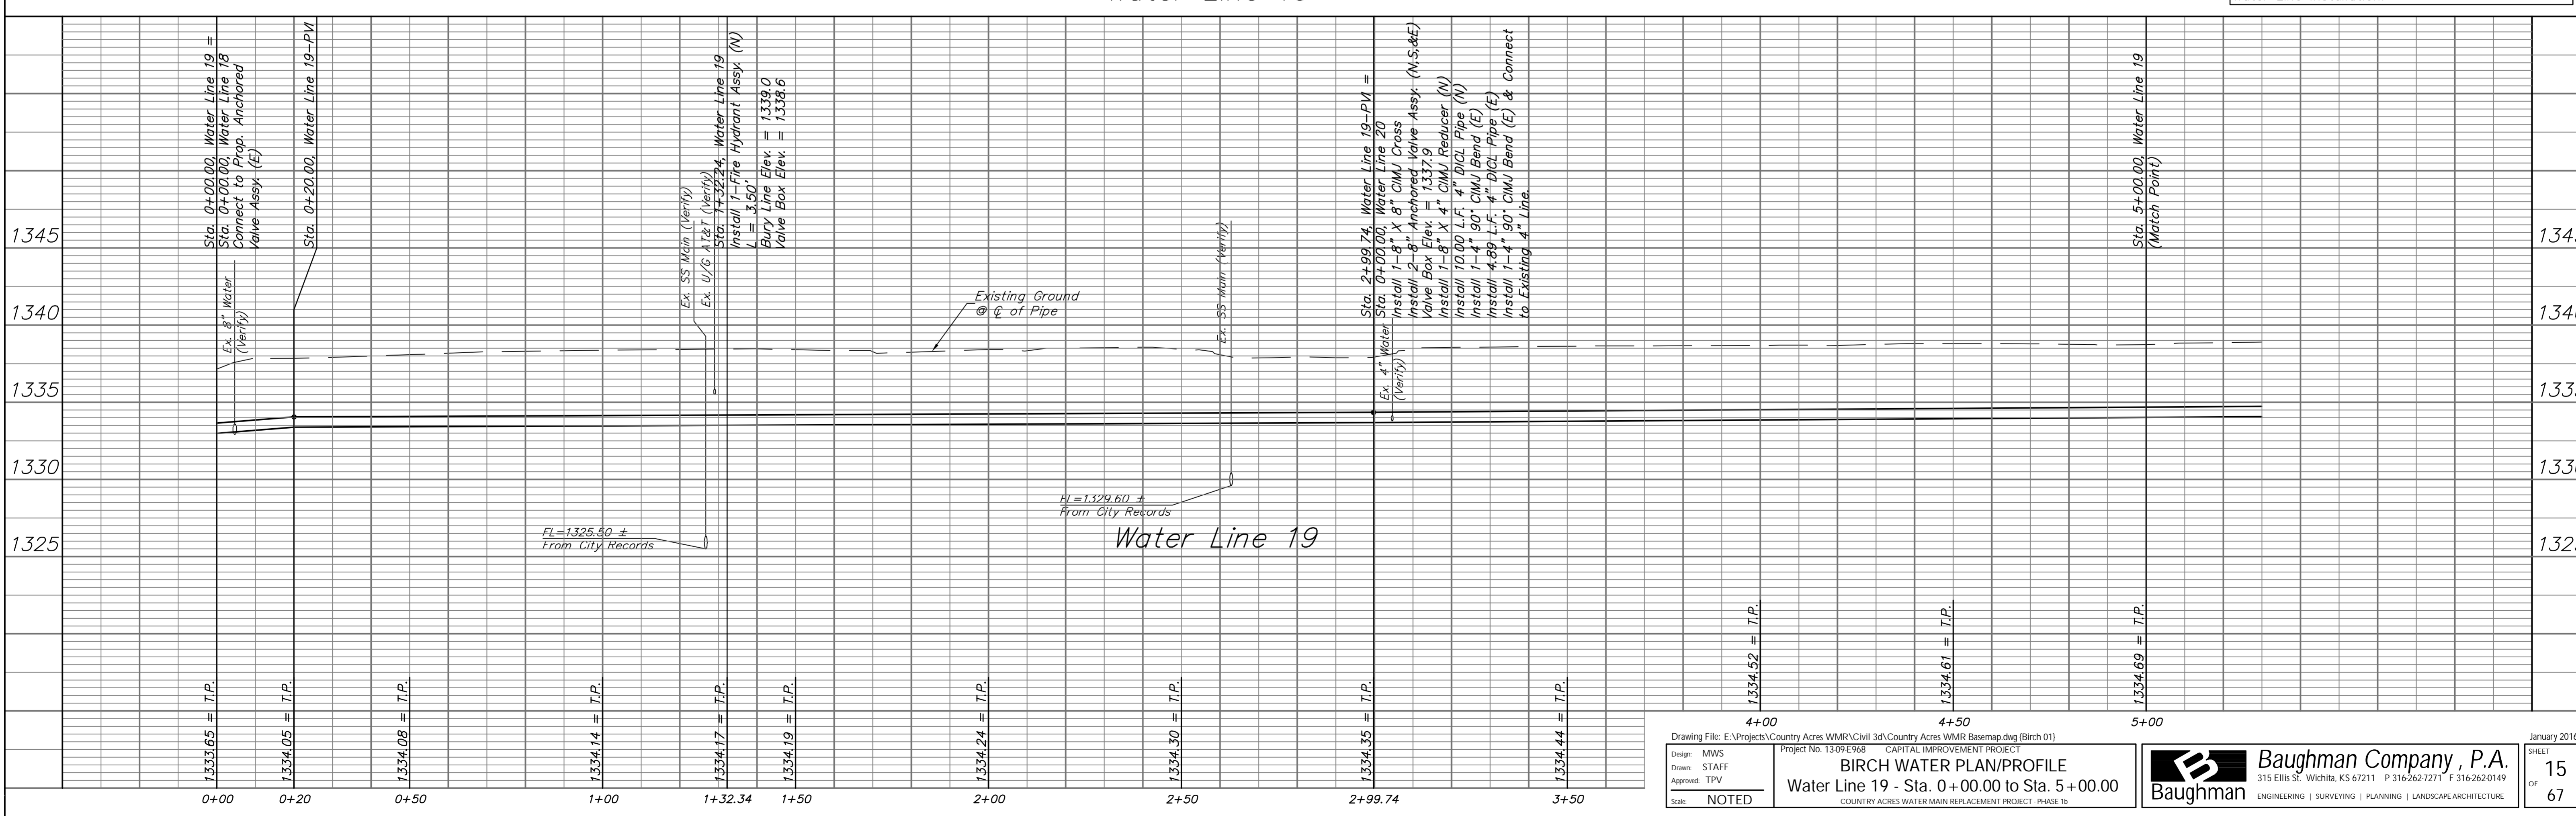 Sta. 0+00.00, Water Line 19 =
Sta. 0+00.00, Water Line 18
Connect to Prop. Anchored
Valve Assy. (E)
Sta. 0+20.00, Water Line 19-PVI
Ex. 8" Water
(Verify)
Ex. SS Main (Verify)
Ex. U/G AT&T (Verify)
Sta. 1+32.24, Water Line 19
Install 1-Fire Hydrant Assy. (N)
L = 3.50'
Bury Line Elev. = 1339.0
Valve Box Elev. = 1338.6
Existing Ground
@ ℄ of Pipe
Ex. SS Main (Verify)
Sta. 2+99.74, Water Line 19-PVI =
Sta. 0+00.00, Water Line 20
Install 1-8" X 8" CIMJ Cross
Install 2-8" Anchored Valve Assy. (N,S,&E)
Valve Box Elev. = 1337.9
Install 1-8" X 4" CIMJ Reducer (N)
Install 10.00 L.F. 4" DICL Pipe (N)
Install 1-4" 90° CIMJ Bend (E)
Install 4.89 L.F. 4" DICL Pipe (E)
Install 1-4" 90° CIMJ Bend (E) & Connect
to Existing 4" Line.
Ex. 4" Water
(Verify)
Sta. 5+00.00, Water Line 19
(Match Point)
1345
1340
1335
1330
1325
FL=1325.50 ±
From City Records
FL=1329.60 ±
From City Records
Water Line 19
1333.65 = T.P.
1334.05 = T.P.
1334.08 = T.P.
1334.14 = T.P.
1334.17 = T.P.
1334.19 = T.P.
1334.24 = T.P.
1334.30 = T.P.
1334.35 = T.P.
1334.44 = T.P.
1334.52 = T.P.
1334.61 = T.P.
1334.69 = T.P.
0+00 0+20 0+50 1+00 1+32.34 1+50 2+00 2+50 2+99.74 3+50
4+00 4+50 5+00
Drawing File: E:\Projects\Country Acres WMR\Civil 3d\Country Acres WMR Basemap.dwg (Birch 01)
January 2016
Design: MWS
Drawn: STAFF
Approved: TPV
Scale: NOTED
Project No. 13-09-E968 CAPITAL IMPROVEMENT PROJECT
BIRCH WATER PLAN/PROFILE
Water Line 19 - Sta. 0+00.00 to Sta. 5+00.00
COUNTRY ACRES WATER MAIN REPLACEMENT PROJECT - PHASE 1b
Baughman
Baughman Company, P.A.
315 Ellis St. Wichita, KS 67211 P 316-262-7271 F 316-262-0149
ENGINEERING | SURVEYING | PLANNING | LANDSCAPE ARCHITECTURE
SHEET
15
OF
67